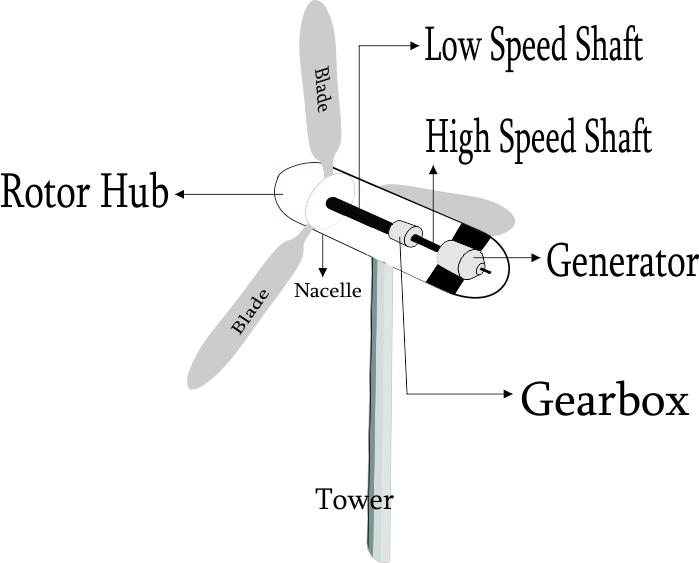 Low Speed Shaft
Blade
High Speed Shaft
Rotor Hub
Generator
Nacelle
Blade
Gearbox
Tower